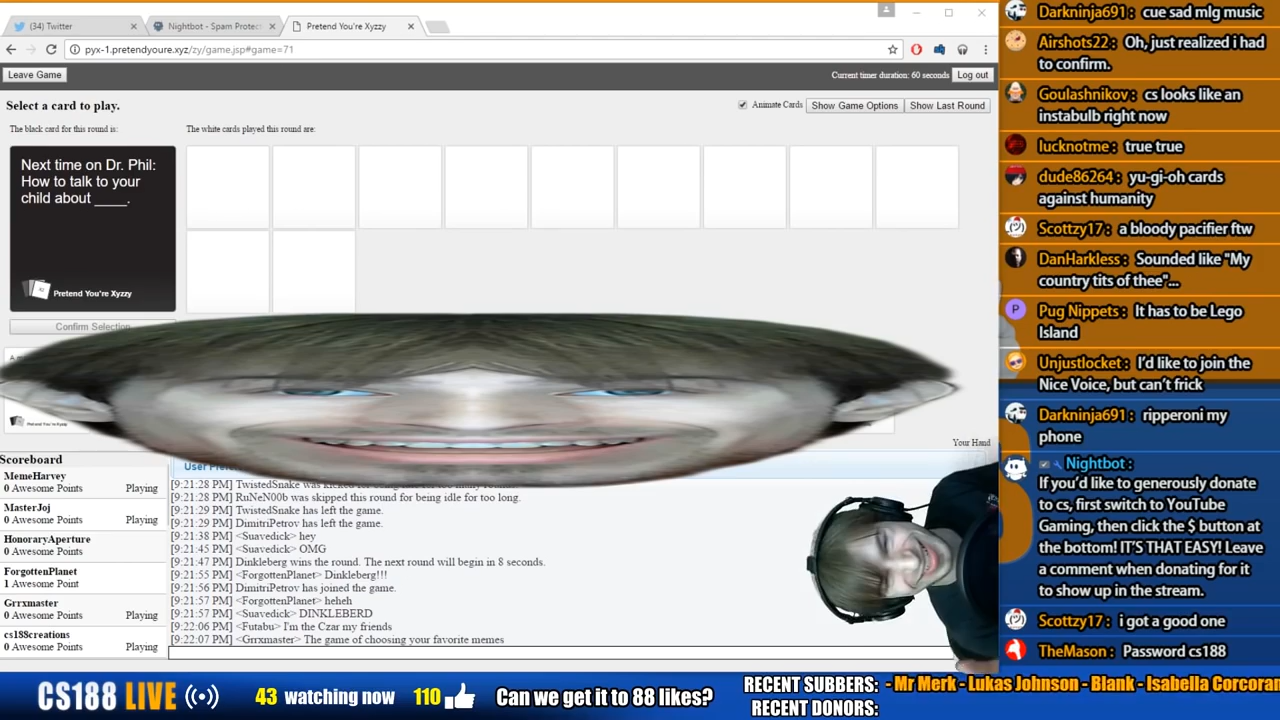 (34) Twitter
Nightbot - Spam Protec
Pretend You're Xyzzy
pyx-1.pretendyoure.xyz/zy/game.jsp#game=71
Leave Game
Current timer duration: 60 seconds
Log out
Select a card to play.
Animate Cards
Show Game Options
Show Last Round
The black card for this round is:
The white cards played this round are:
Next time on Dr. Phil:
How to talk to your
child about ____.
Pretend You're Xyzzy
Confirm Selection
Pretend You're Xyzzy
Your Hand
Scoreboard
User
MemeHarvey
0 Awesome Points
Playing
MasterJoj
0 Awesome Points
Playing
HonoraryAperture
0 Awesome Points
Playing
ForgottenPlanet
1 Awesome Point
Playing
Grrxmaster
0 Awesome Points
Playing
cs188creations
0 Awesome Points
Playing
[9:21:28 PM] TwistedSnake was
[9:21:28 PM] RuNeN00b was skipped this round for being idle for too long.
[9:21:29 PM] TwistedSnake has left the game.
[9:21:29 PM] DimitriPetrov has left the game.
[9:21:38 PM] <Suavedick> hey
[9:21:45 PM] <Suavedick> OMG
[9:21:47 PM] Dinkleberg wins the round. The next round will begin in 8 seconds.
[9:21:55 PM] <ForgottenPlanet> Dinkleberg!!!
[9:21:56 PM] DimitriPetrov has joined the game.
[9:21:57 PM] <ForgottenPlanet> heheh
[9:21:57 PM] <Suavedick> DINKLEBERD
[9:22:06 PM] <Futabu> I'm the Czar my friends
[9:22:07 PM] <Grrxmaster> The game of choosing your favorite memes
Darkninja691: cue sad mlg music
Airshots22: Oh, just realized i had
to confirm.
Goulashnikov: cs looks like an
instabulb right now
lucknotme: true true
dude86264: yu-gi-oh cards
against humanity
Scottzy17: a bloody pacifier ftw
DanHarkless: Sounded like "My
country tits of thee"...
P
Pug Nippets: It has to be Lego
Island
Unjustlocket: I'd like to join the
Nice Voice, but can't frick
Darkninja691: ripperoni my
phone
Nightbot:
If you'd like to generously donate
to cs, first switch to YouTube
Gaming, then click the $ button at
the bottom! IT'S THAT EASY! Leave
a comment when donating for it
to show up in the stream.
Scottzy17: i got a good one
TheMason: Password cs188
CS188 LIVE
43 watching now
110
Can we get it to 88 likes?
RECENT SUBBERS: - Mr Merk - Lukas Johnson - Blank - Isabella Corcoran
RECENT DONORS: